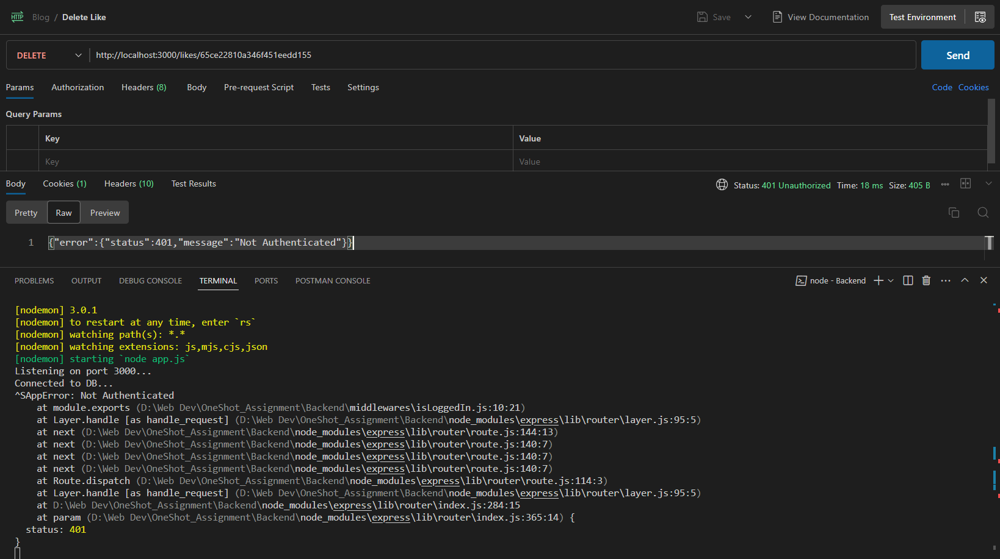 HTTP Blog / Delete Like Save View Documentation Test Environment
DELETE http://localhost:3000/likes/65ce22810a346f451eedd155 Send
Params Authorization Headers (8) Body Pre-request Script Tests Settings Code Cookies
Query Params
Key Value
Key Value
Body Cookies (1) Headers (10) Test Results Status: 401 Unauthorized Time: 18 ms Size: 405 B
Pretty Raw Preview
1 {"error":{"status":401,"message":"Not Authenticated"}}
PROBLEMS OUTPUT DEBUG CONSOLE TERMINAL PORTS POSTMAN CONSOLE node - Backend
[nodemon] 3.0.1
[nodemon] to restart at any time, enter `rs`
[nodemon] watching path(s): *.*
[nodemon] watching extensions: js,mjs,cjs,json
[nodemon] starting `node app.js`
Listening on port 3000...
Connected to DB...
^SAppError: Not Authenticated
at module.exports (D:\Web Dev\OneShot_Assignment\Backend\middlewares\isLoggedIn.js:10:21)
at Layer.handle [as handle_request] (D:\Web Dev\OneShot_Assignment\Backend\node_modules\express\lib\router\layer.js:95:5)
at next (D:\Web Dev\OneShot_Assignment\Backend\node_modules\express\lib\router\route.js:144:13)
at next (D:\Web Dev\OneShot_Assignment\Backend\node_modules\express\lib\router\route.js:140:7)
at next (D:\Web Dev\OneShot_Assignment\Backend\node_modules\express\lib\router\route.js:140:7)
at next (D:\Web Dev\OneShot_Assignment\Backend\node_modules\express\lib\router\route.js:140:7)
at Route.dispatch (D:\Web Dev\OneShot_Assignment\Backend\node_modules\express\lib\router\route.js:114:3)
at Layer.handle [as handle_request] (D:\Web Dev\OneShot_Assignment\Backend\node_modules\express\lib\router\layer.js:95:5)
at D:\Web Dev\OneShot_Assignment\Backend\node_modules\express\lib\router\index.js:284:15
at param (D:\Web Dev\OneShot_Assignment\Backend\node_modules\express\lib\router\index.js:365:14) {
status: 401
}